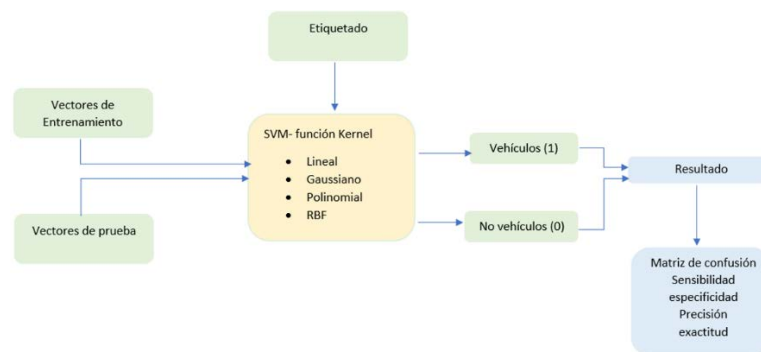 Etiquetado
Vectores de
Entrenamiento
SVM- función Kernel
• Lineal
• Gaussiano
• Polinomial
• RBF
Vectores de prueba
Vehículos (1)
No vehículos (0)
Resultado
Matriz de confusión
Sensibilidad
especificidad
Precisión
exactitud